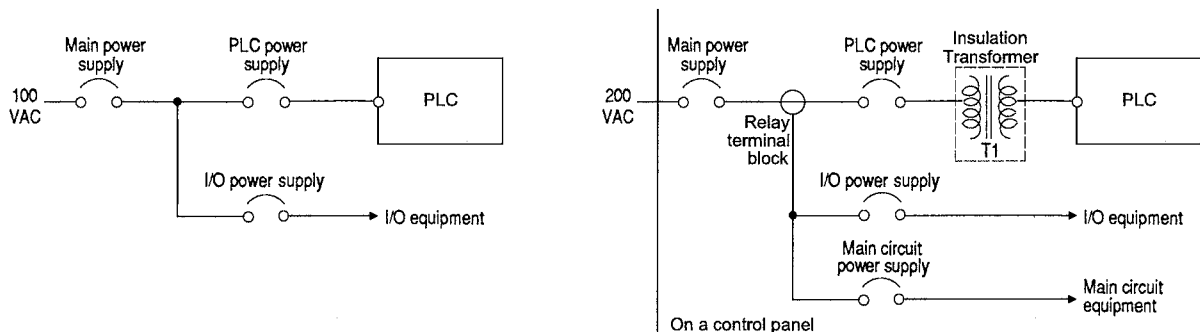 Main power
supply
PLC power
supply
100
VAC
PLC
I/O power supply
I/O equipment
Main power
supply
PLC power
supply
Insulation
Transformer
200
VAC
T1
PLC
Relay
terminal
block
I/O power supply
I/O equipment
Main circuit
power supply
Main circuit
equipment
On a control panel